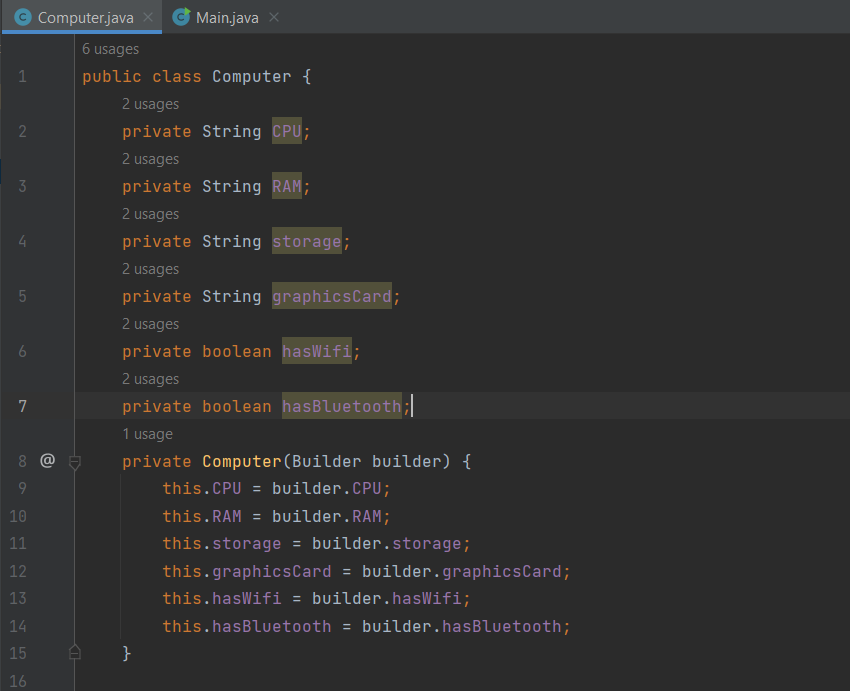 Computer.java Main.java
6 usages
1 public class Computer {
2 usages
2 private String CPU;
2 usages
3 private String RAM;
2 usages
4 private String storage;
2 usages
5 private String graphicsCard;
2 usages
6 private boolean hasWifi;
2 usages
7 private boolean hasBluetooth;
1 usage
8 @ private Computer(Builder builder) {
9 this.CPU = builder.CPU;
10 this.RAM = builder.RAM;
11 this.storage = builder.storage;
12 this.graphicsCard = builder.graphicsCard;
13 this.hasWifi = builder.hasWifi;
14 this.hasBluetooth = builder.hasBluetooth;
15 }
16